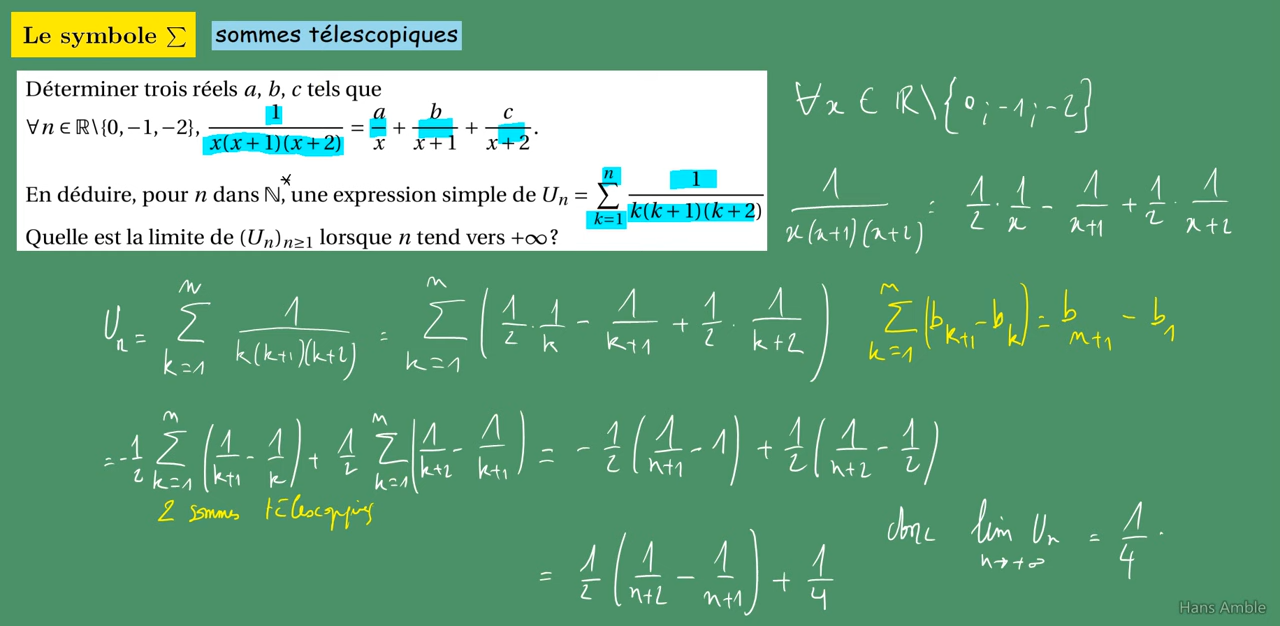 Le symbole ∑ sommes télescopiques
Déterminer trois réels a, b, c tels que
∀n ∈ ℝ\{0, −1, −2}, 1/(x(x+1)(x+2)) = a/x + b/(x+1) + c/(x+2).
En déduire, pour n dans ℕ*, une expression simple de Uₙ = ∑_{k=1}^{n} 1/(k(k+1)(k+2))
Quelle est la limite de (Uₙ)ₙ≥₁ lorsque n tend vers +∞?
∀x ∈ ℝ\{0 ; -1 ; -2}
1/(x(x+1)(x+2)) = 1/2 · 1/x − 1/(x+1) + 1/2 · 1/(x+2)
Uₙ = ∑_{k=1}^{n} 1/(k(k+1)(k+2)) = ∑_{k=1}^{n} (1/2 · 1/k − 1/(k+1) + 1/2 · 1/(k+2))
∑_{k=1}^{n} (b_{k+1} − b_k) = b_{n+1} − b_1
= −1/2 ∑_{k=1}^{n} (1/(k+1) − 1/k) + 1/2 ∑_{k=1}^{n} (1/(k+2) − 1/(k+1)) = −1/2 (1/(n+1) − 1) + 1/2 (1/(n+2) − 1/2)
2 sommes télescopiques
= 1/2 (1/(n+2) − 1/(n+1)) + 1/4
donc lim_{n→+∞} Uₙ = 1/4 .
Hans Amble